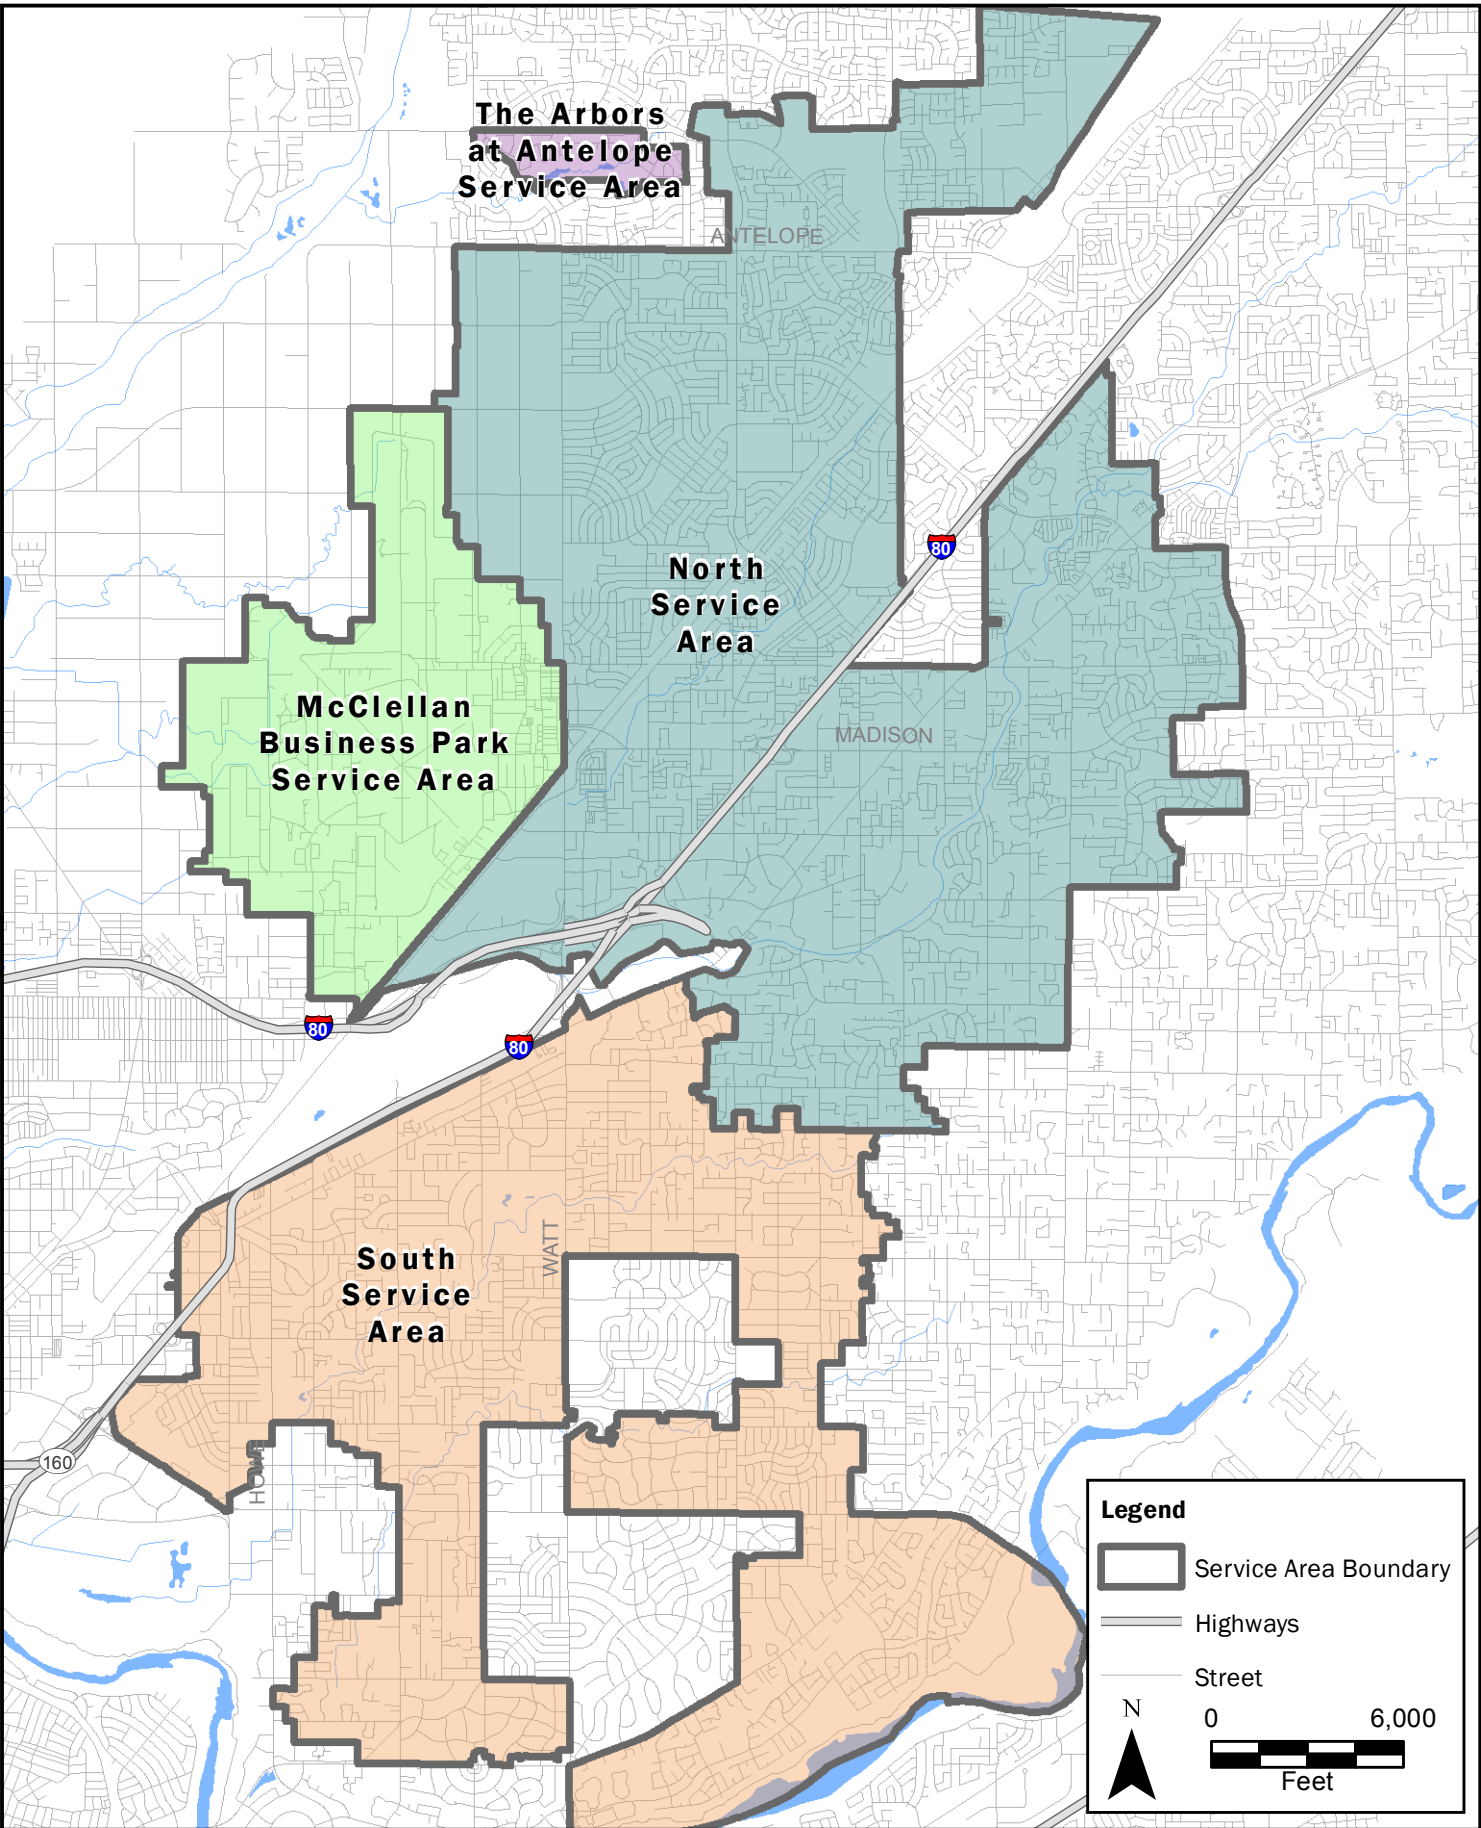 The Arbors
at Antelope
Service Area
ANTELOPE
North
Service
Area
80
McClellan
Business Park
Service Area
MADISON
80
80
South
Service
Area
WATT
HOWE
160
Legend
Service Area Boundary
Highways
Street
N
0 6,000
Feet